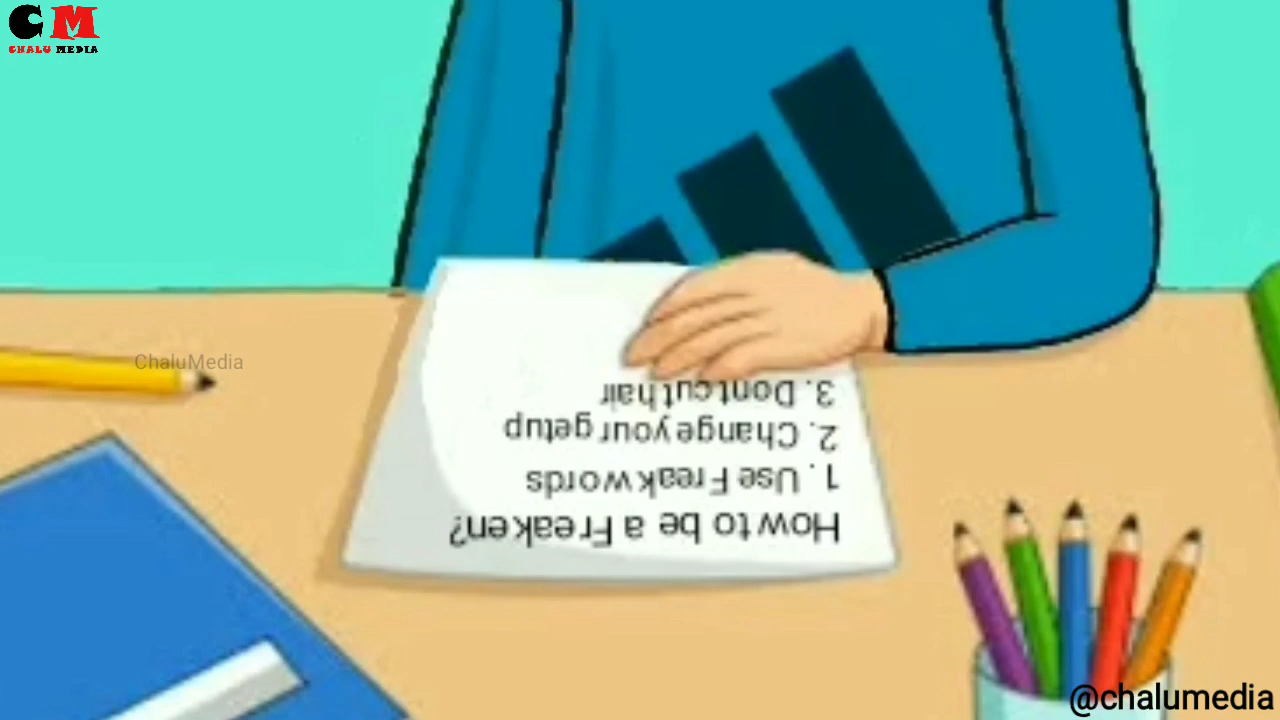 CM
CHALU MEDIA
ChaluMedia
How to be a Freaken?
1. Use Freak words
2. Change your getup
3. Dont cut hair
@chalumedia